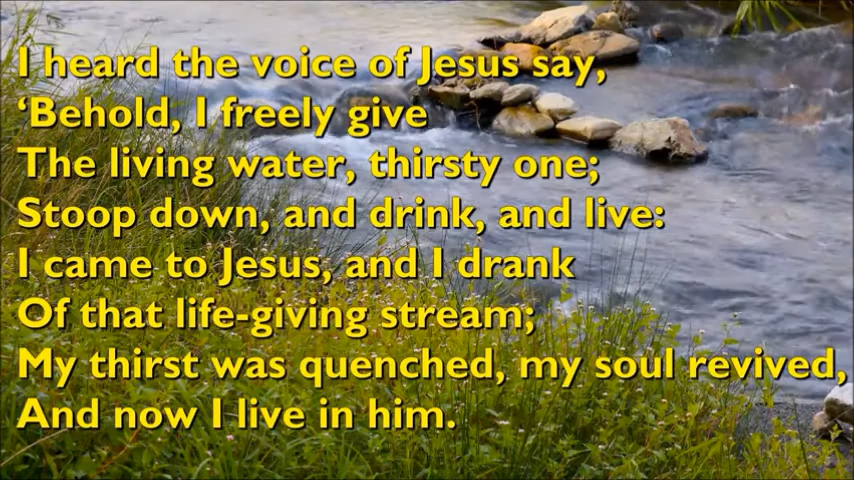 I heard the voice of Jesus say,
‘Behold, I freely give
The living water, thirsty one;
Stoop down, and drink, and live:
I came to Jesus, and I drank
Of that life-giving stream;
My thirst was quenched, my soul revived,
And now I live in him.